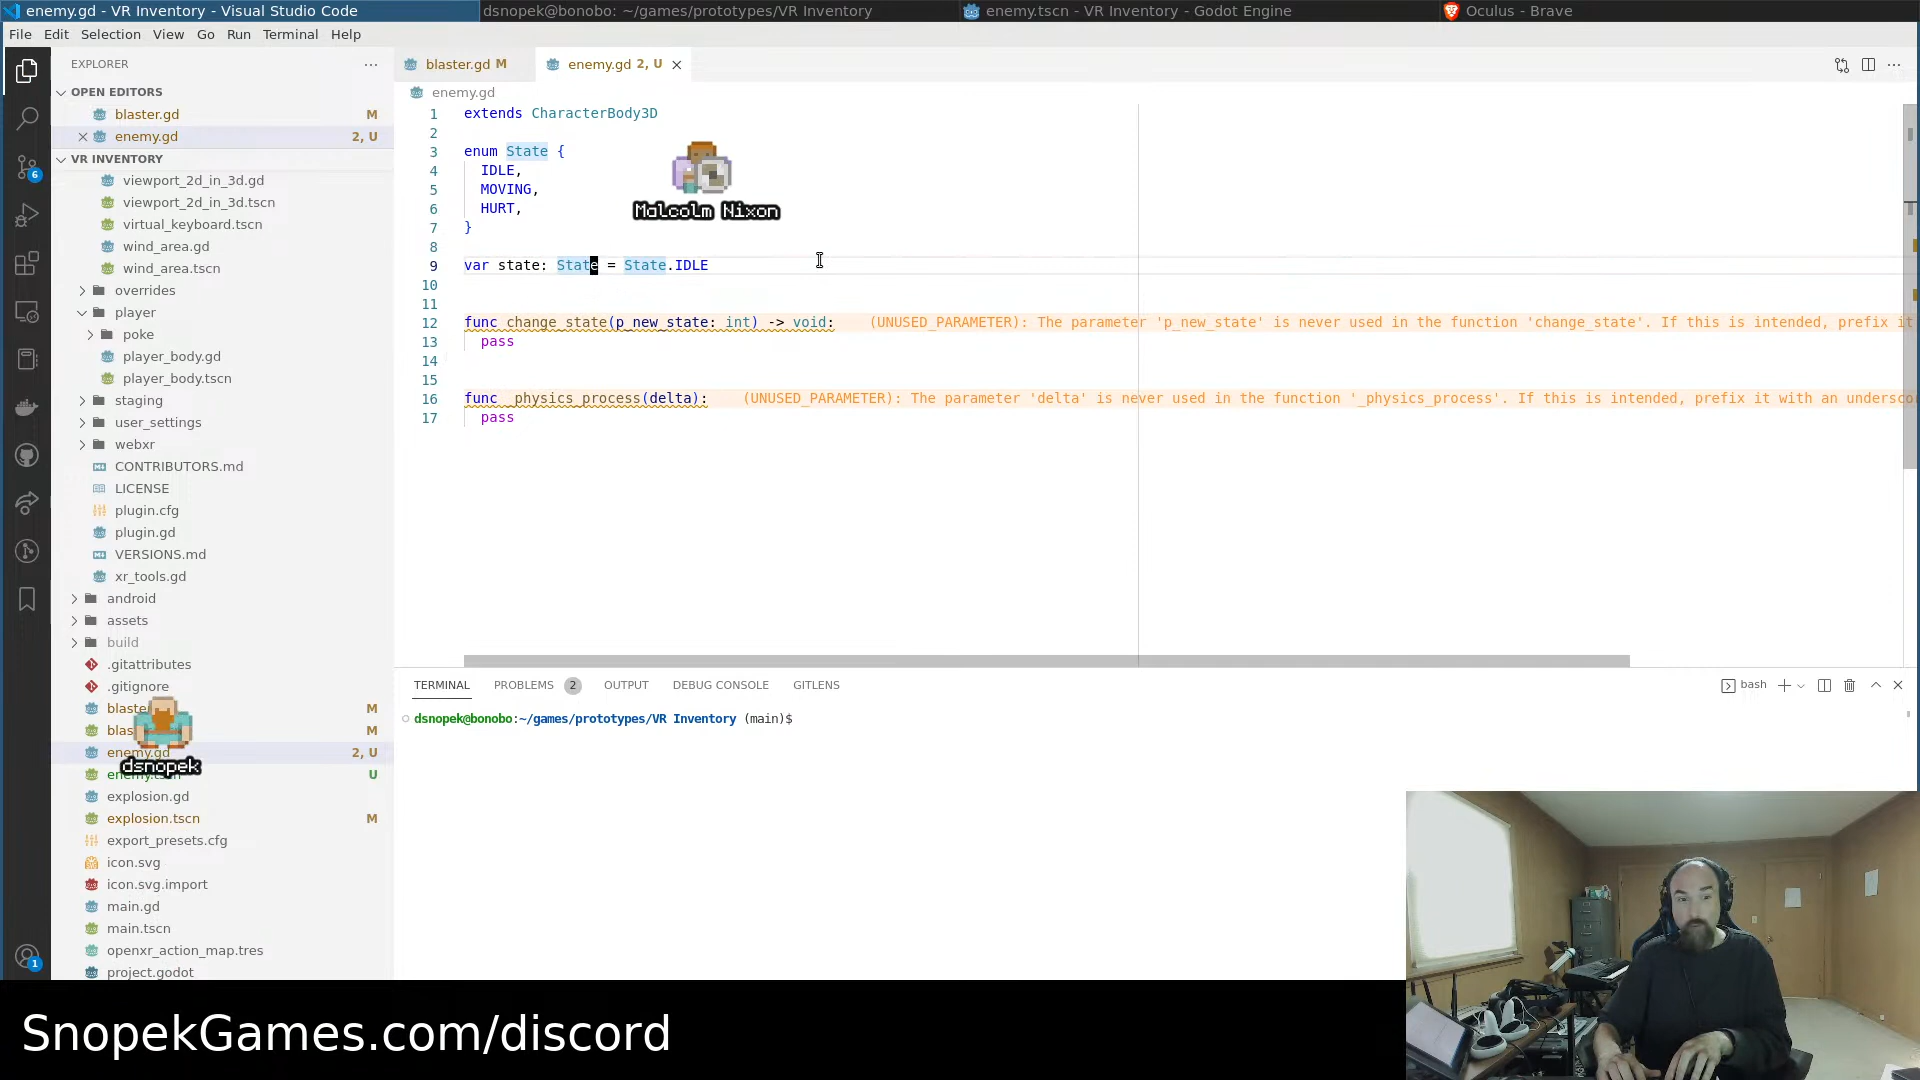 enemy.gd - VR Inventory - Visual Studio Code
dsnopek@bonobo: ~/games/prototypes/VR Inventory
enemy.tscn - VR Inventory - Godot Engine
Oculus - Brave
File Edit Selection View Go Run Terminal Help
EXPLORER
OPEN EDITORS
blaster.gd M
enemy.gd 2, U
VR INVENTORY
viewport_2d_in_3d.gd
viewport_2d_in_3d.tscn
virtual_keyboard.tscn
wind_area.gd
wind_area.tscn
overrides
player
poke
player_body.gd
player_body.tscn
staging
user_settings
webxr
CONTRIBUTORS.md
LICENSE
plugin.cfg
plugin.gd
VERSIONS.md
xr_tools.gd
android
assets
build
.gitattributes
.gitignore
blaste M
blas M
enemy.gd 2, U
U
explosion.gd
explosion.tscn M
export_presets.cfg
icon.svg
icon.svg.import
main.gd
main.tscn
openxr_action_map.tres
project.godot
6
1
dsnopek
blaster.gd M
enemy.gd 2, U
enemy.gd
1 extends CharacterBody3D
2
3 enum State {
4 IDLE,
5 MOVING,
6 HURT,
7 }
8
9 var state: State = State.IDLE
10
11
12 func change_state(p_new_state: int) -> void: (UNUSED_PARAMETER): The parameter 'p_new_state' is never used in the function 'change_state'. If this is intended, prefix it
13 pass
14
15
16 func _physics_process(delta): (UNUSED_PARAMETER): The parameter 'delta' is never used in the function '_physics_process'. If this is intended, prefix it with an undersco
17 pass
Malcolm Nixon
TERMINAL PROBLEMS 2 OUTPUT DEBUG CONSOLE GITLENS
bash
dsnopek@bonobo:~/games/prototypes/VR Inventory (main)$
SnopekGames.com/discord